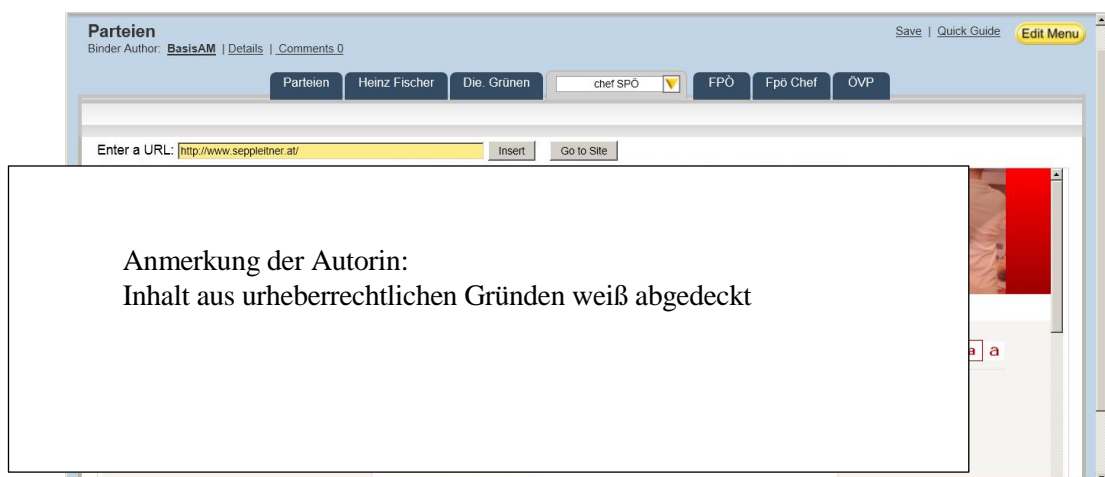 Parteien
Save | Quick Guide
Edit Menu
Binder Author: BasisAM | Details | Comments 0
Parteien Heinz Fischer Die. Grünen chef SPÖ FPÒ Fpö Chef ÖVP
Enter a URL: http://www.seppleitner.at/ Insert Go to Site
Anmerkung der Autorin:
Inhalt aus urheberrechtlichen Gründen weiß abgedeckt
a a